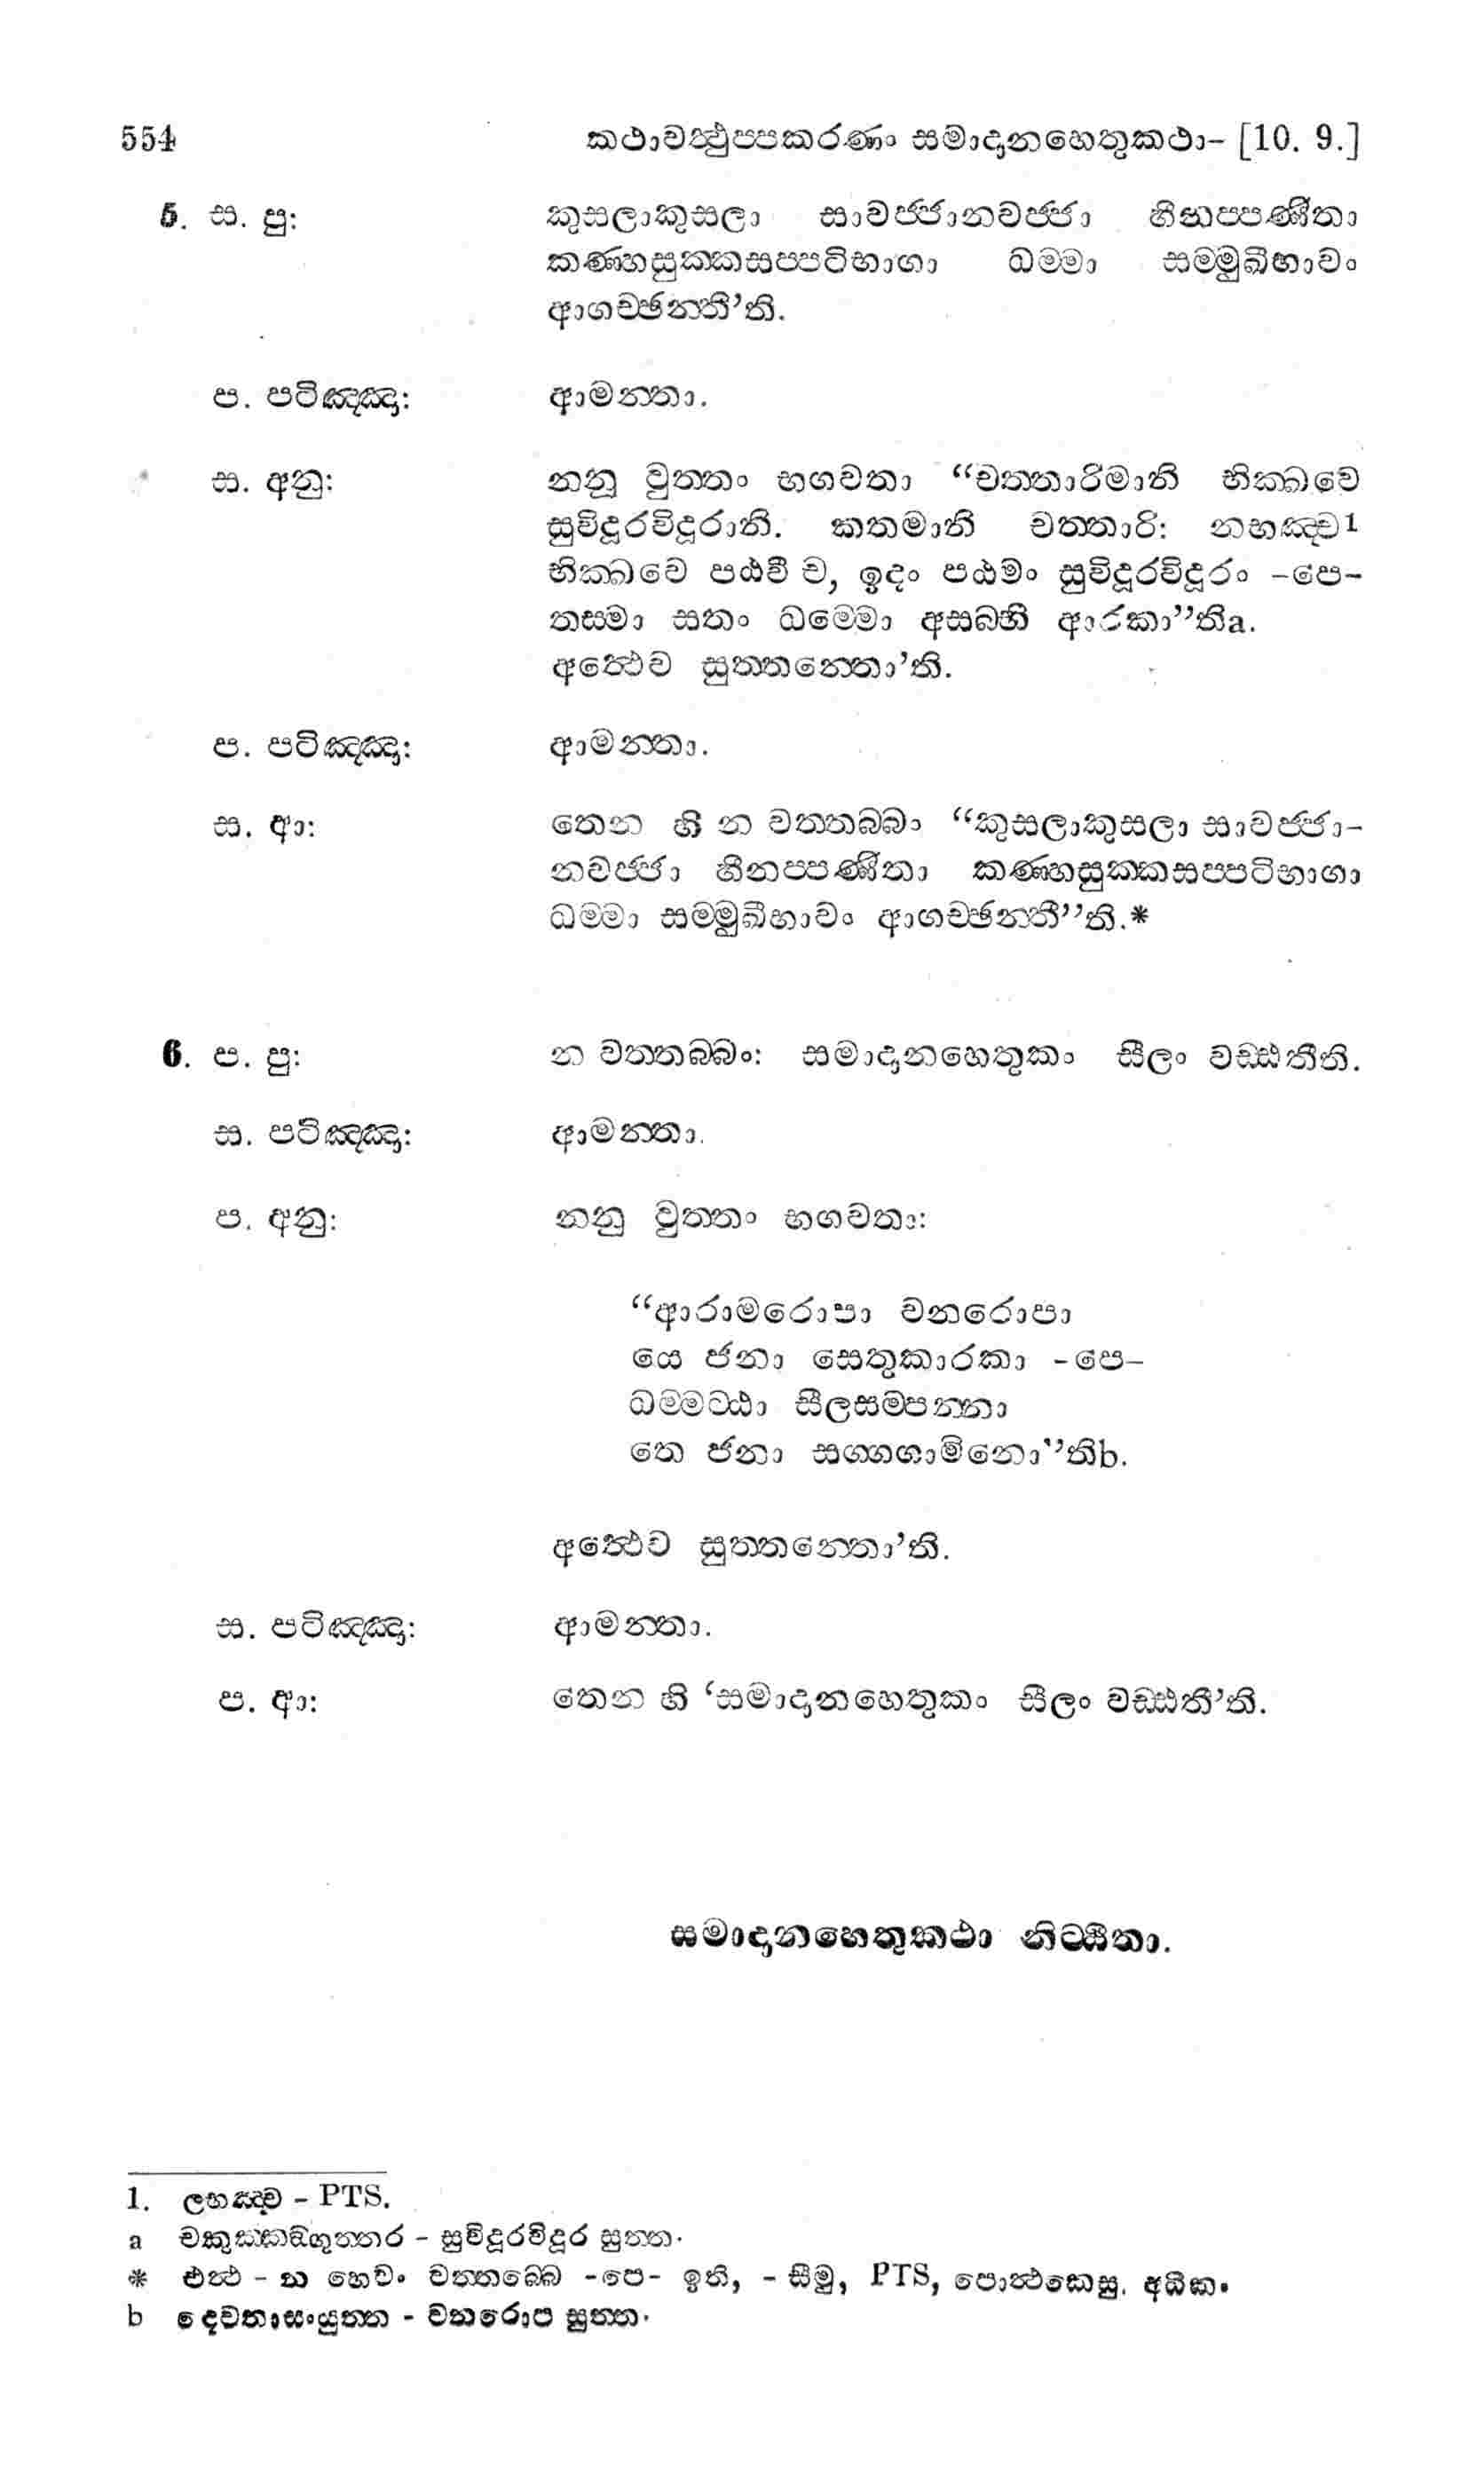 554 කථාවත්‍ථුප්පකරණං සමාදානහෙතුකථා- [10. 9.]
5. ස. පු: කුසලාකුසලා සාවජ්ජානවජ්ජා හීනප්පණීතා
කණ්හසුක්කසප්පටිභාගා ධම්මා සම්මුඛීභාවං
ආගච්ඡන්තී’ති.
ප. පටිඤ්ඤා: ආමන්තා.
ස. අනු: නනූ වුත්තං භගවතා “චත්තාරිමානි භික්ඛවෙ
සුවිදූරවිදූරානි. කතමානි චත්තාරි: නභඤ්ච1
භික්ඛවෙ පඨවී ච, ඉදං පඨමං සුවිදූරවිදූරං -පෙ-
තස්මා සතං ධම්මො අසබ්භි ආරකා”තිa.
අත්ථෙව සුත්තන්තො’ති.
ප. පටිඤ්ඤා: ආමන්තා.
ස. ආ: තෙන හි න වත්තබ්බා “කුසලාකුසලා සාවජ්ජා-
නවජ්ජා හීනප්පණීතා කණ්හසුක්කසප්පටිභාගා
ධම්මා සම්මුඛීභාවං ආගච්ඡන්තී”ති.*
6. ප. පු: න වත්තබ්බං: සමාදානහෙතුකං සීලං වඩ්ඪතීති.
ස. පටිඤ්ඤා: ආමන්තා.
ප. අනු: නනු වුත්තං භගවතා:
“ආරාමරොපා වනරොපා
යෙ ජනා සෙතුකාරකා -පෙ-
ධම්මට්ඨා සීලසම්පන්නා
තෙ ජනා සග්ගගාමිනො”තිb.
අත්ථෙව සුත්තන්තො’ති.
ස. පටිඤ්ඤා: ආමන්තා.
ප. ආ: තෙන හි ‘සමාදානහෙතුකං සීලං වඩ්ඪතී’ති.
සමාදානහෙතුකථා නිට්ඨිතා.
1. ලභඤ්ච - PTS.
a චතුක්කඞ්ගුත්තර - සුවිදූරවිදූර සුත්ත.
* එත්‍ථ - න හෙවං වත්තබ්බෙ -පෙ- ඉති, - සීමු, PTS, පොත්‍ථකෙසු. අධිකං
b දෙවතාසංයුත්ත - වනරොප සුත්ත.